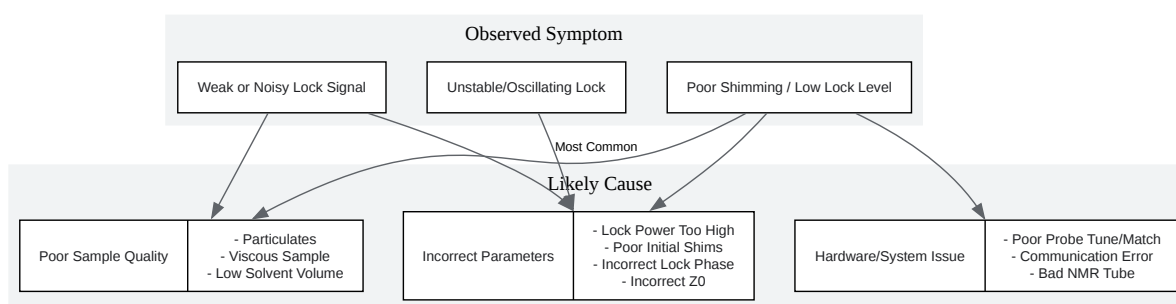 Observed Symptom
Weak or Noisy Lock Signal
Unstable/Oscillating Lock
Poor Shimming / Low Lock Level
Most Common
Likely Cause
Poor Sample Quality
- Particulates
- Viscous Sample
- Low Solvent Volume
Incorrect Parameters
- Lock Power Too High
- Poor Initial Shims
- Incorrect Lock Phase
- Incorrect Z0
Hardware/System Issue
- Poor Probe Tune/Match
- Communication Error
- Bad NMR Tube